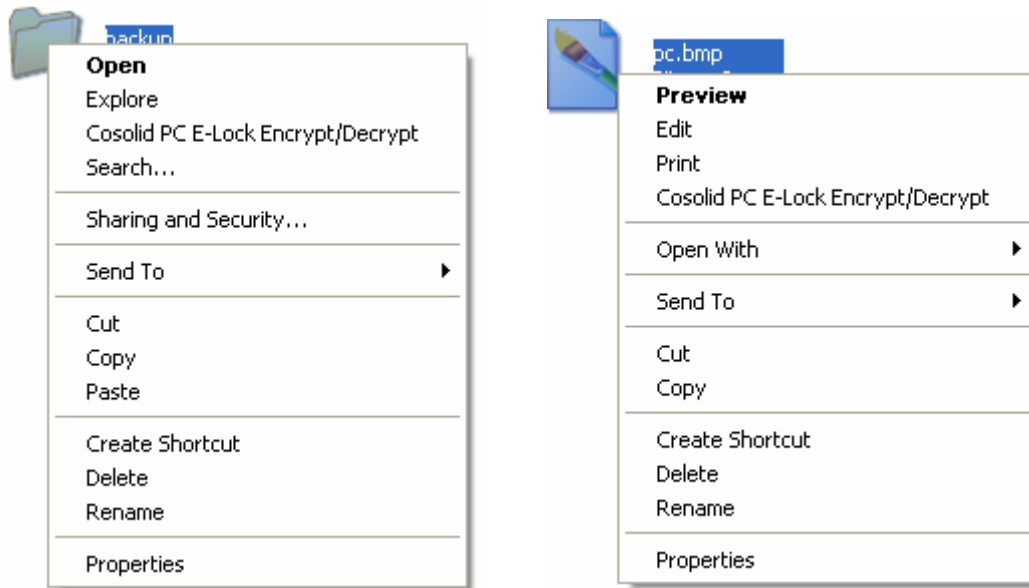 backup
Open
Explore
Cosolid PC E-Lock Encrypt/Decrypt
Search...
Sharing and Security...
Send To
Cut
Copy
Paste
Create Shortcut
Delete
Rename
Properties
pc.bmp
Preview
Edit
Print
Cosolid PC E-Lock Encrypt/Decrypt
Open With
Send To
Cut
Copy
Create Shortcut
Delete
Rename
Properties